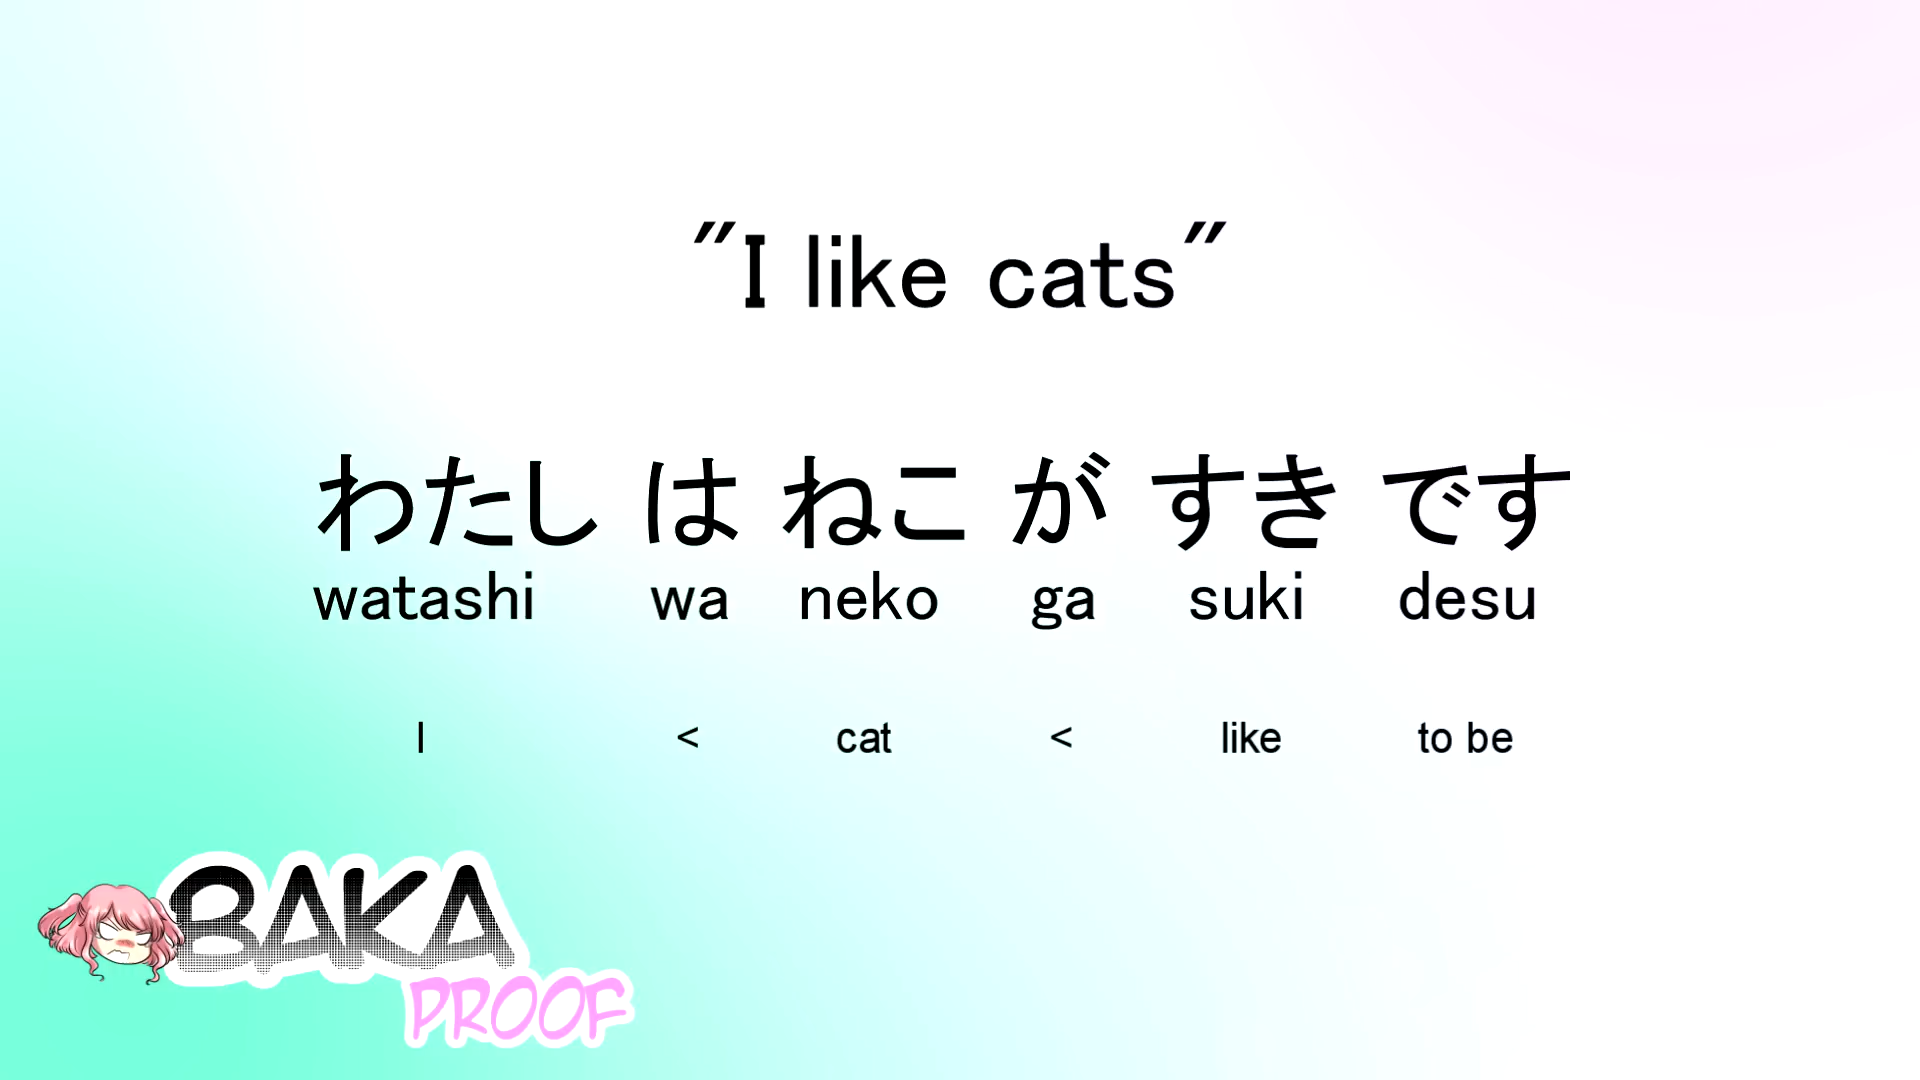 "I like cats"
わたし は ねこ が すき です
watashi wa neko ga suki desu
I < cat < like to be
BAKA
PROOF